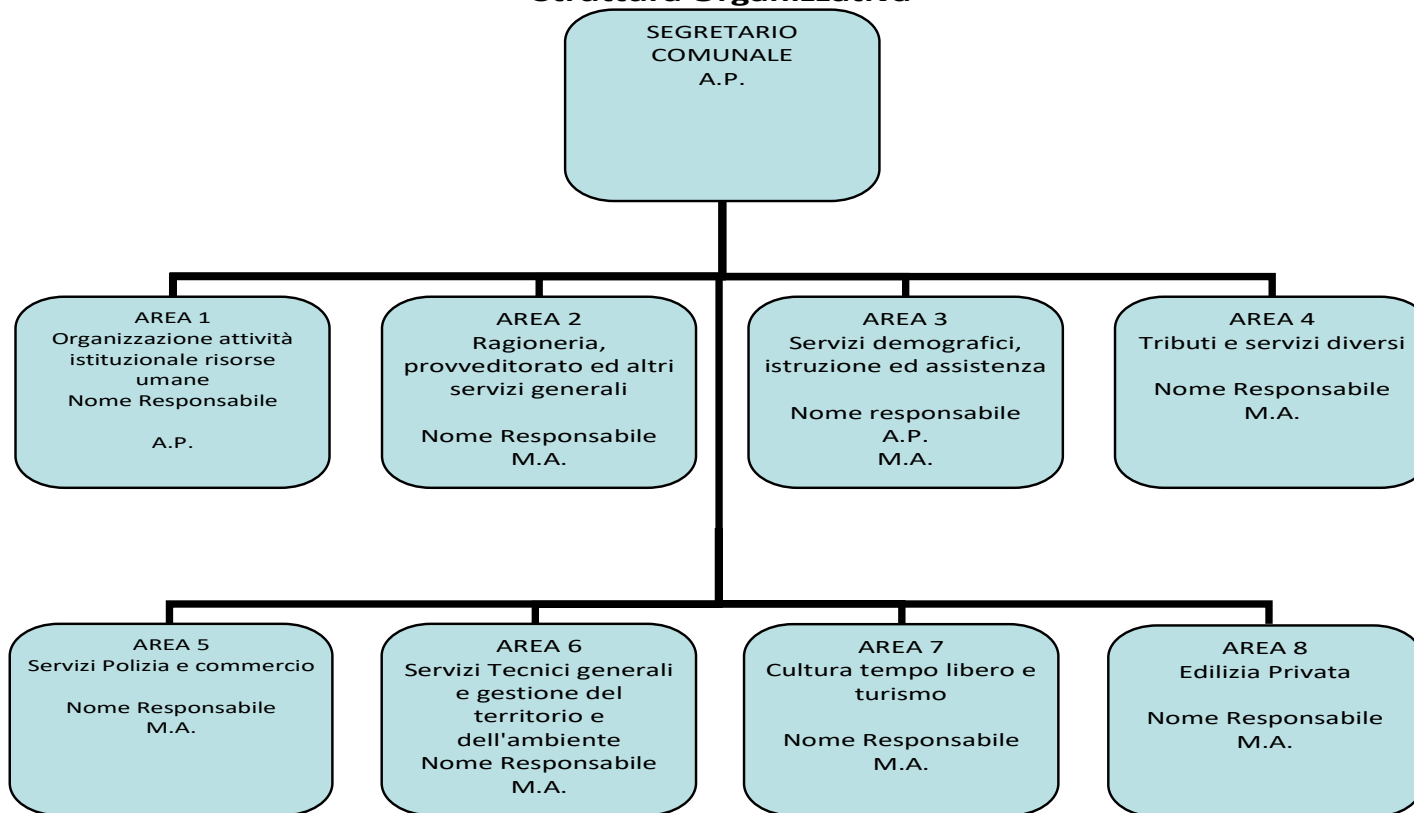 Struttura Organizzativa
SEGRETARIO
COMUNALE
A.P.
AREA 1
Organizzazione attività
istituzionale risorse
umane
Nome Responsabile
A.P.
AREA 2
Ragioneria,
provveditorato ed altri
servizi generali
Nome Responsabile
M.A.
AREA 3
Servizi demografici,
istruzione ed assistenza
Nome responsabile
A.P.
M.A.
AREA 4
Tributi e servizi diversi
Nome Responsabile
M.A.
AREA 5
Servizi Polizia e commercio
Nome Responsabile
M.A.
AREA 6
Servizi Tecnici generali
e gestione del
territorio e
dell'ambiente
Nome Responsabile
M.A.
AREA 7
Cultura tempo libero e
turismo
Nome Responsabile
M.A.
AREA 8
Edilizia Privata
Nome Responsabile
M.A.